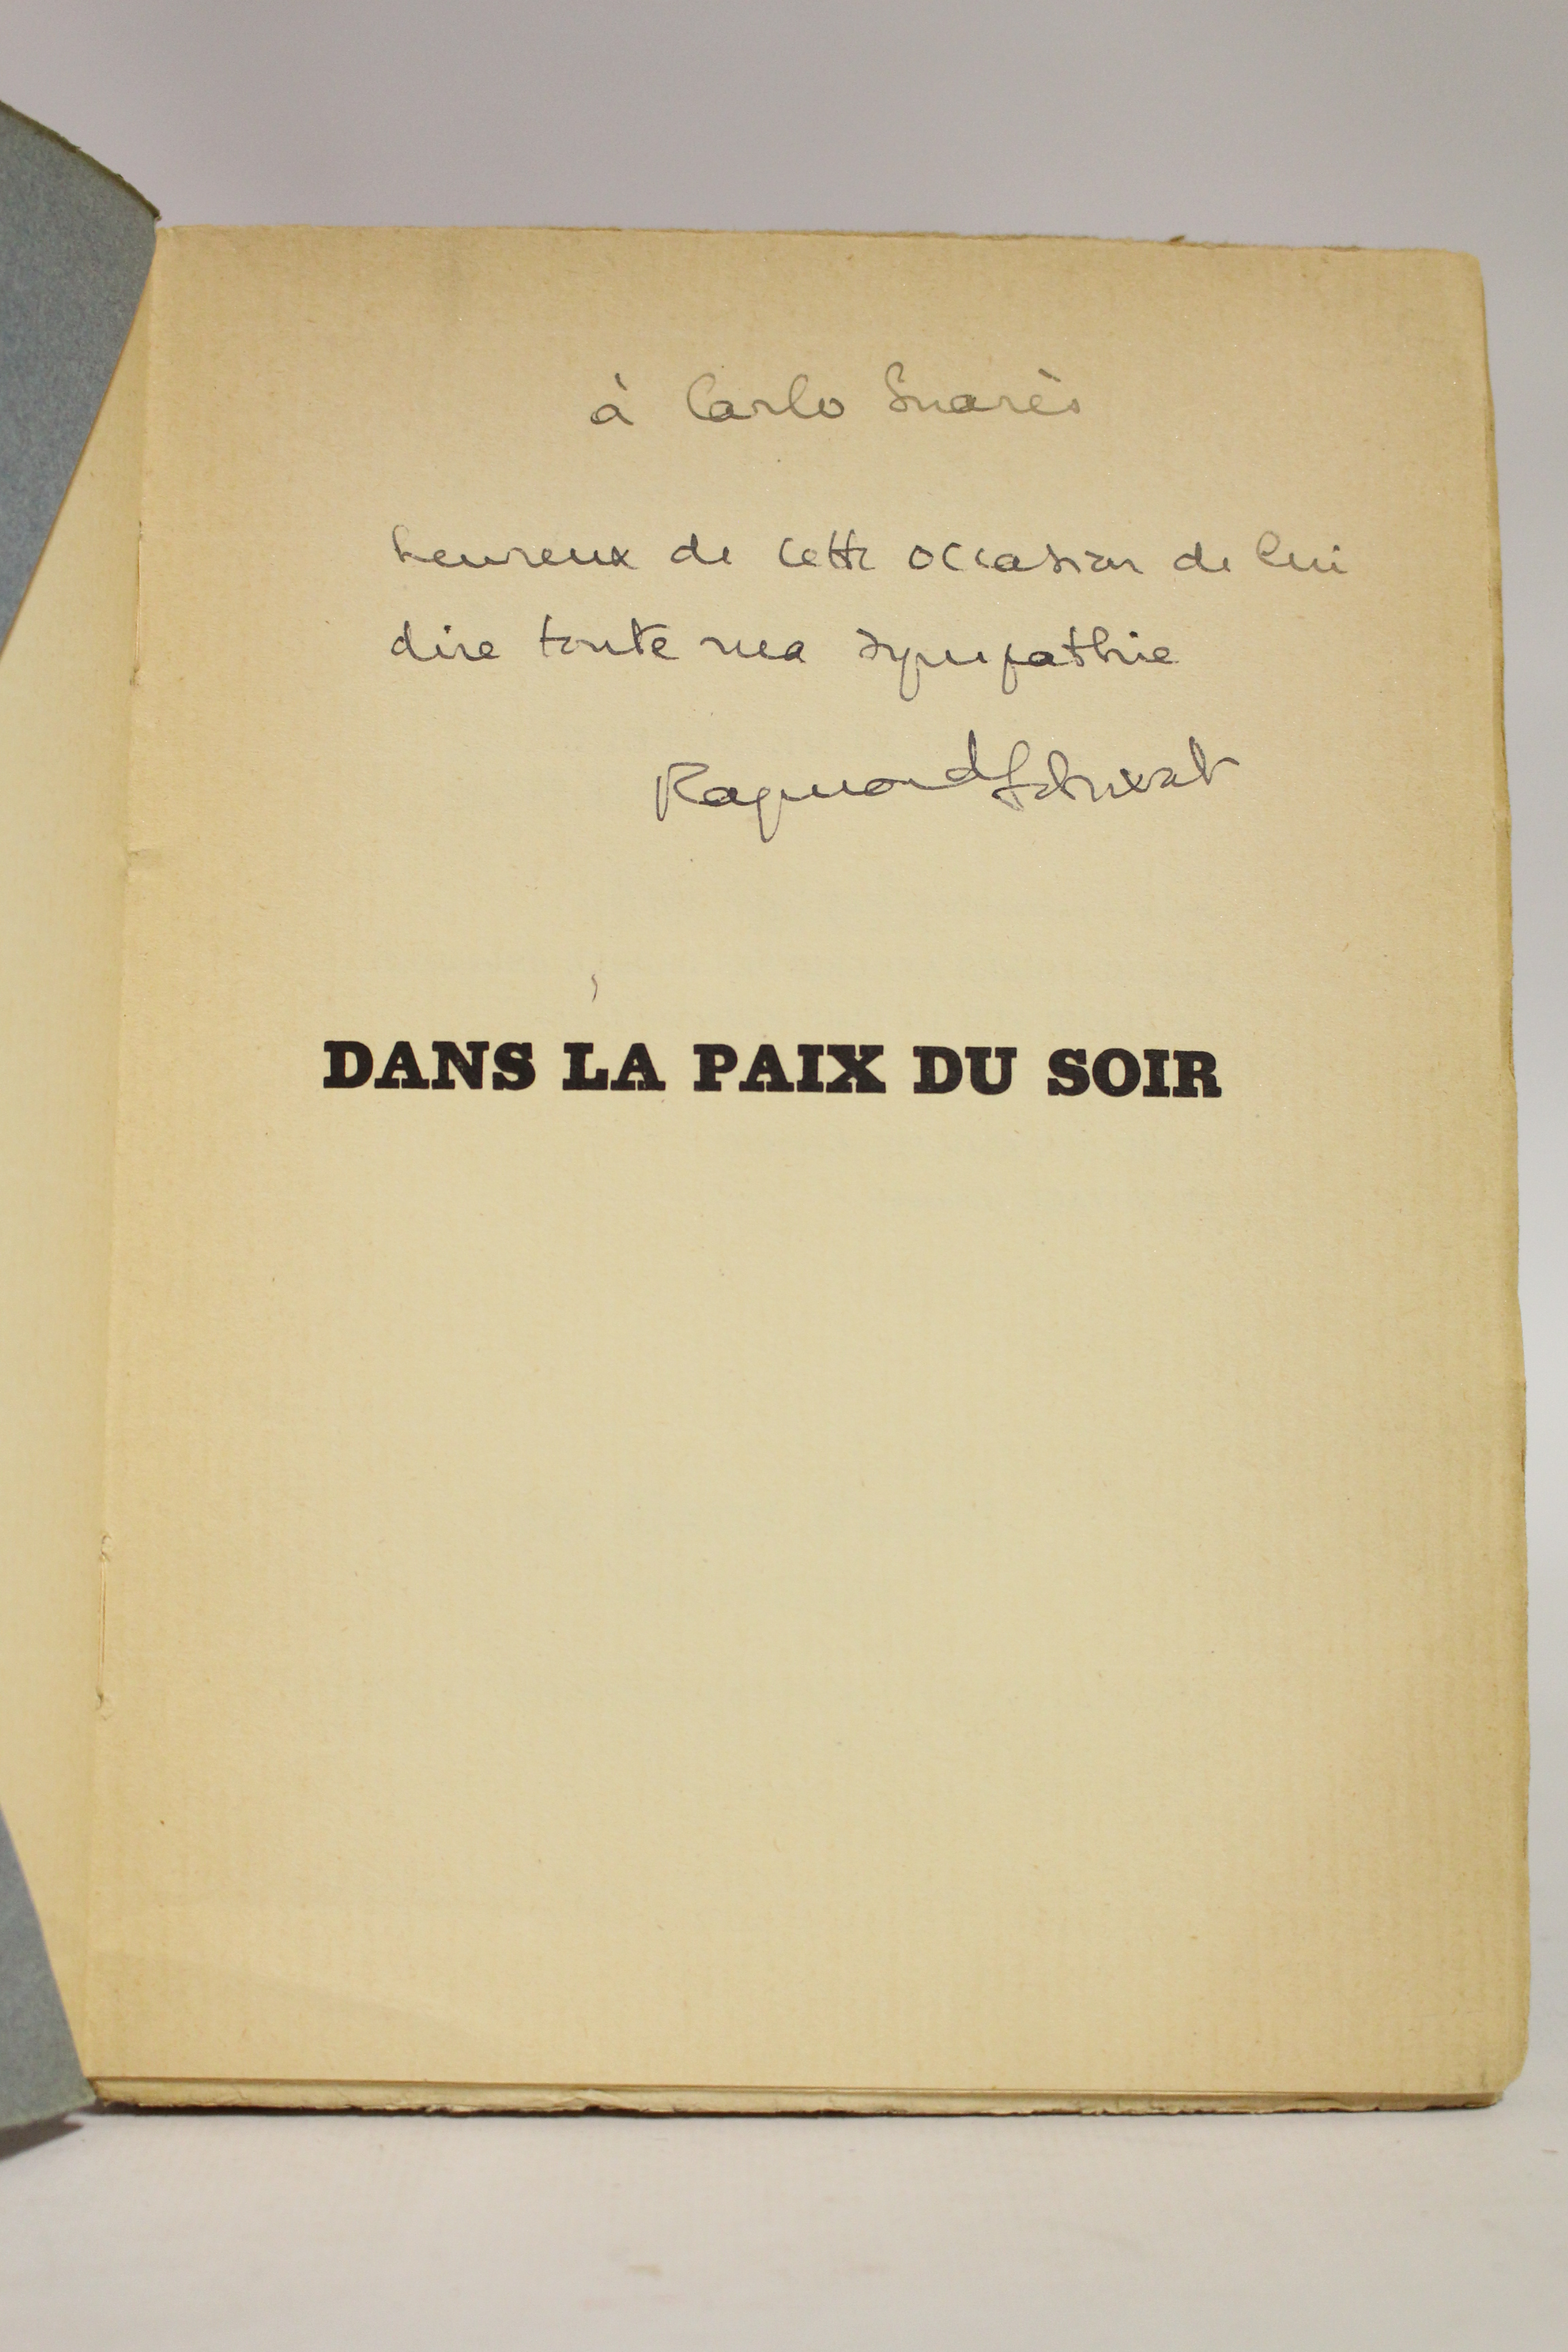 à Carlo Suarès
heureux de cette occasion de lui
dire toute ma sympathie
Raymond Schwab
DANS LA PAIX DU SOIR